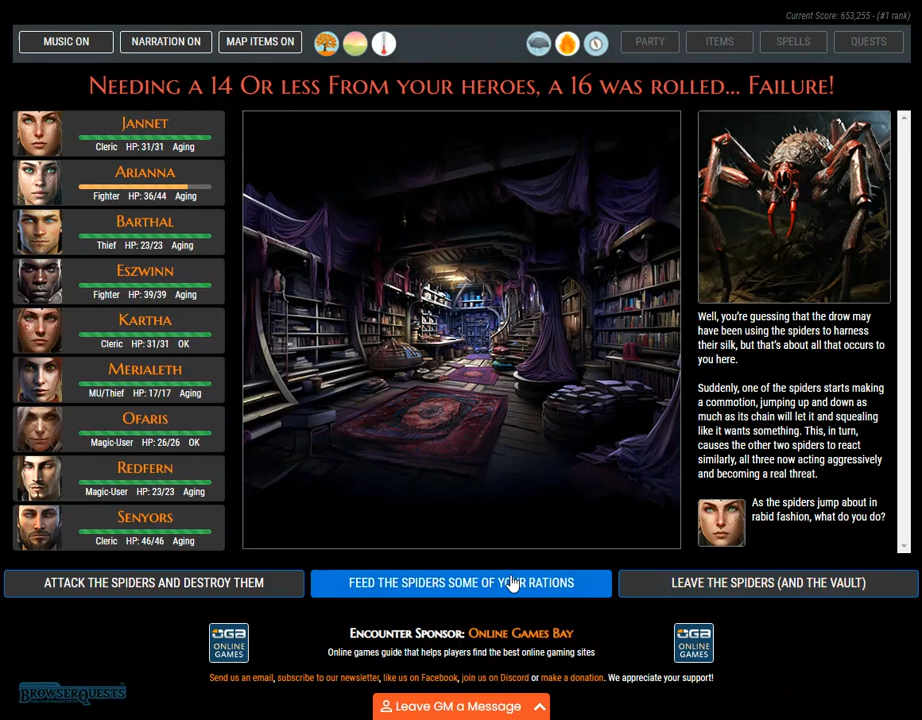 Current Score: 653,255 - (#1 rank)
MUSIC ON
NARRATION ON
MAP ITEMS ON
PARTY
ITEMS
SPELLS
QUESTS
Needing a 14 Or less From your heroes, a 16 was rolled... Failure!
Jannet
Cleric HP: 31/31 Aging
Arianna
Fighter HP: 36/44 Aging
Barthal
Thief HP: 23/23 Aging
Eszwinn
Fighter HP: 39/39 Aging
Kartha
Cleric HP: 31/31 OK
Merialeth
MU/Thief HP: 17/17 Aging
Ofaris
Magic-User HP: 26/26 OK
Redfern
Magic-User HP: 23/23 Aging
Senyors
Cleric HP: 46/46 Aging
Well, you're guessing that the drow may
have been using the spiders to harness
their silk, but that's about all that occurs to
you here.
Suddenly, one of the spiders starts making
a commotion, jumping up and down as
much as its chain will let it and squealing
like it wants something. This, in turn,
causes the other two spiders to react
similarly, all three now acting aggressively
and becoming a real threat.
As the spiders jump about in
rabid fashion, what do you do?
ATTACK THE SPIDERS AND DESTROY THEM
FEED THE SPIDERS SOME OF YOUR RATIONS
LEAVE THE SPIDERS (AND THE VAULT)
OGB
ONLINE
GAMES
Encounter Sponsor: Online Games Bay
Online games guide that helps players find the best online gaming sites
OGB
ONLINE
GAMES
Send us an email, subscribe to our newsletter, like us on Facebook, join us on Discord or make a donation. We appreciate your support!
BrowserQuests
Leave GM a Message